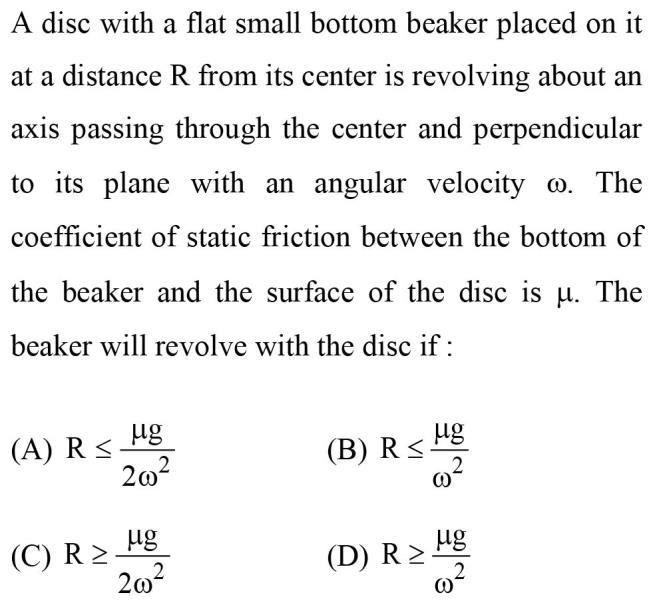 A disc with a flat small bottom beaker placed on it
at a distance R from its center is revolving about an
axis passing through the center and perpendicular
to its plane with an angular velocity ω. The
coefficient of static friction between the bottom of
the beaker and the surface of the disc is μ. The
beaker will revolve with the disc if :
(A) R ≤ μg/2ω² (B) R ≤ μg/ω²
(C) R ≥ μg/2ω² (D) R ≥ μg/ω²